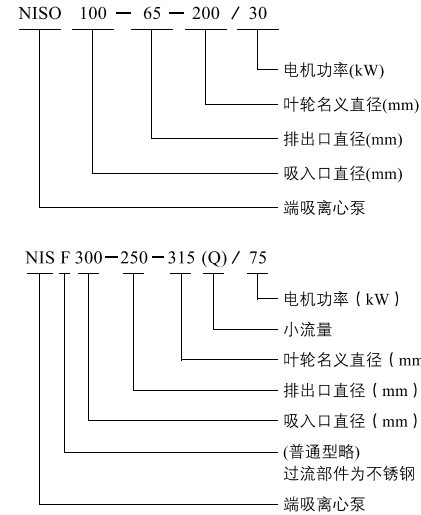 NISO 100－65－200 / 30
电机功率(kW)
叶轮名义直径(mm)
排出口直径(mm)
吸入口直径(mm)
端吸离心泵
NIS F 300－250－315 (Q) / 75
电机功率（kW）
小流量
叶轮名义直径（mm
排出口直径（mm）
吸入口直径（mm）
(普通型略)
过流部件为不锈钢
端吸离心泵